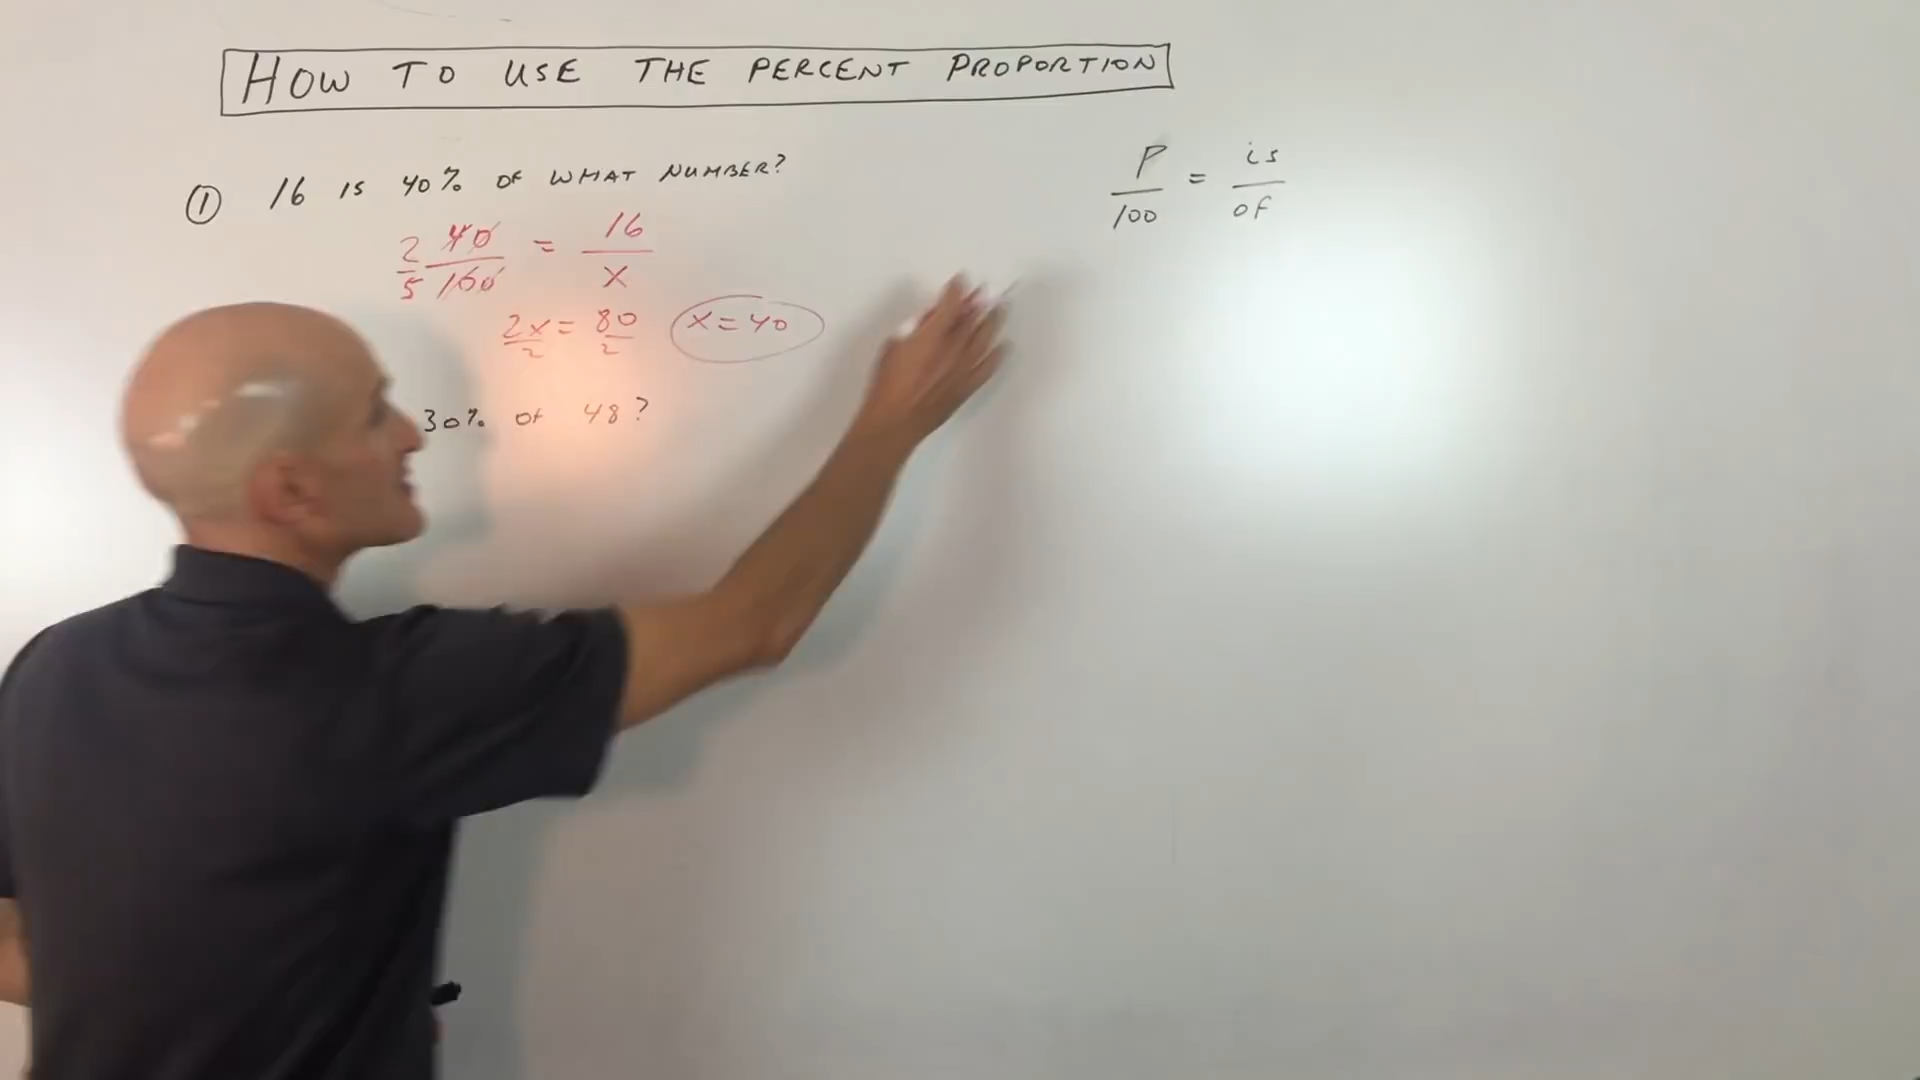 HOW TO USE THE PERCENT PROPORTION
P/100 = is/of
① 16 IS 40% OF WHAT NUMBER?
2/5 40/100 = 16/X
2x/2 = 80/2 x = 40
30% OF 48?